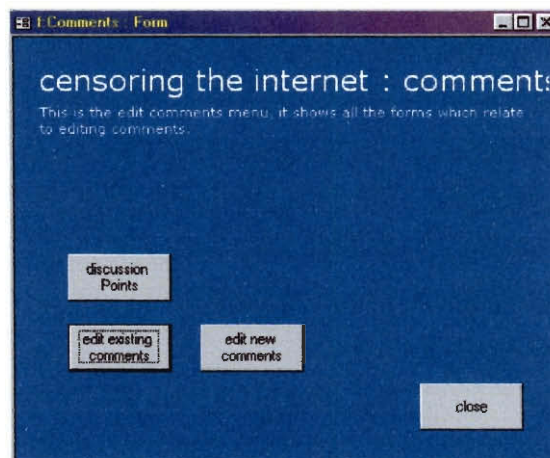 f:Comments : Form
censoring the internet : comments
This is the edit comments menu, it shows all the forms which relate
to editing comments.
discussion
Points
edit existing
comments
edit new
comments
close